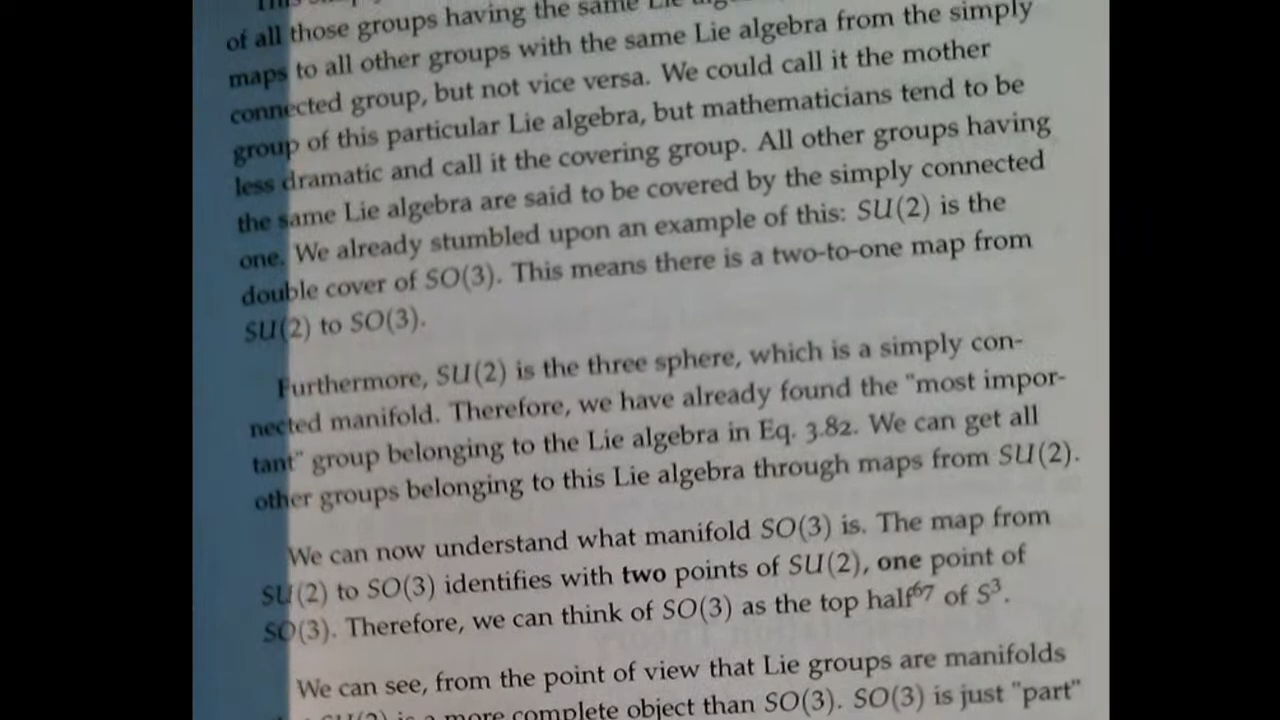 of all those groups having the same Lie
maps to all other groups with the same Lie algebra from the simply
connected group, but not vice versa. We could call it the mother
group of this particular Lie algebra, but mathematicians tend to be
less dramatic and call it the covering group. All other groups having
the same Lie algebra are said to be covered by the simply connected
one. We already stumbled upon an example of this: SU(2) is the
double cover of SO(3). This means there is a two-to-one map from
SU(2) to SO(3).
Furthermore, SU(2) is the three sphere, which is a simply con-
nected manifold. Therefore, we have already found the "most impor-
tant" group belonging to the Lie algebra in Eq. 3.82. We can get all
other groups belonging to this Lie algebra through maps from SU(2).
We can now understand what manifold SO(3) is. The map from
SU(2) to SO(3) identifies with two points of SU(2), one point of
SO(3). Therefore, we can think of SO(3) as the top half⁶⁷ of S³.
We can see, from the point of view that Lie groups are manifolds
SU(2) is a more complete object than SO(3). SO(3) is just "part"